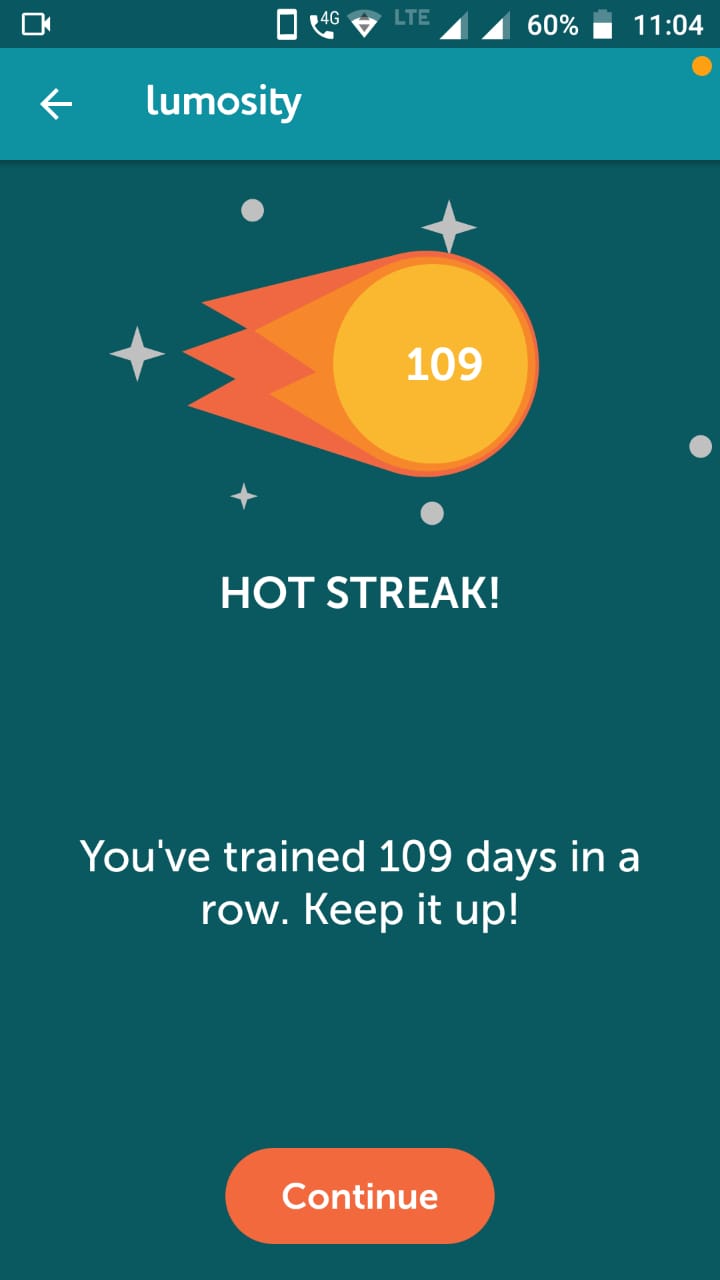 4G LTE 60% 11:04
lumosity
109
HOT STREAK!
You've trained 109 days in a
row. Keep it up!
Continue